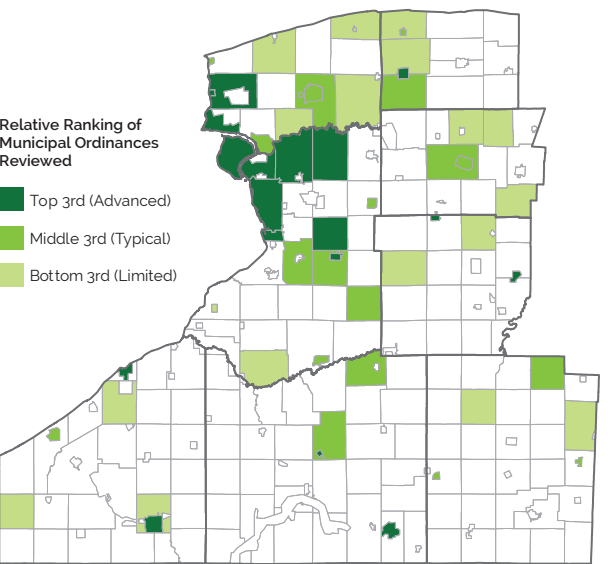 Relative Ranking of
Municipal Ordinances
Reviewed
Top 3rd (Advanced)
Middle 3rd (Typical)
Bottom 3rd (Limited)